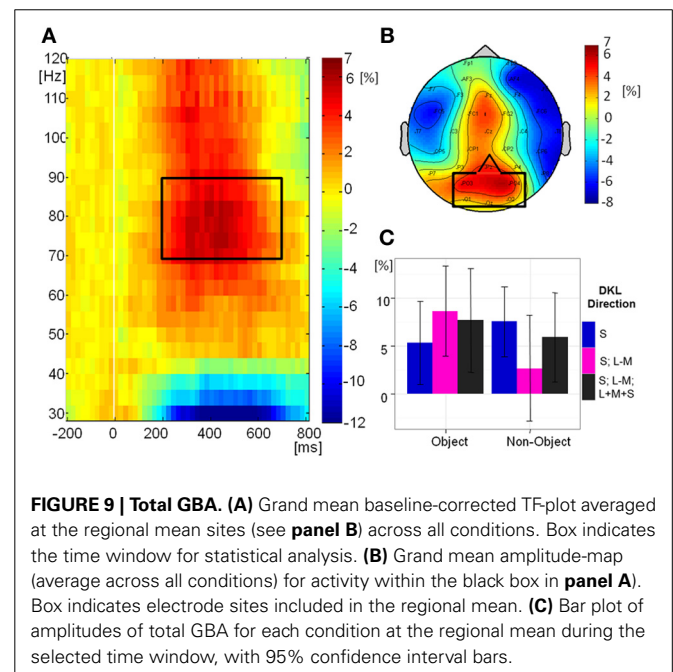 A
B
120
[Hz]
110
100
90
80
70
60
50
40
30
-200 0 200 400 600 800
[ms]
7
6 [%]
4
2
0
-2
-4
-6
-8
-10
-12
7
6
4
[%]
2
0
-2
-4
-6
-8
C
[%]
10
5
0
Object Non-Object
DKL
Direction
S
S; L-M
S; L-M;
L+M+S
FIGURE 9 | Total GBA. (A) Grand mean baseline-corrected TF-plot averaged
at the regional mean sites (see panel B) across all conditions. Box indicates
the time window for statistical analysis. (B) Grand mean amplitude-map
(average across all conditions) for activity within the black box in panel A).
Box indicates electrode sites included in the regional mean. (C) Bar plot of
amplitudes of total GBA for each condition at the regional mean during the
selected time window, with 95% confidence interval bars.